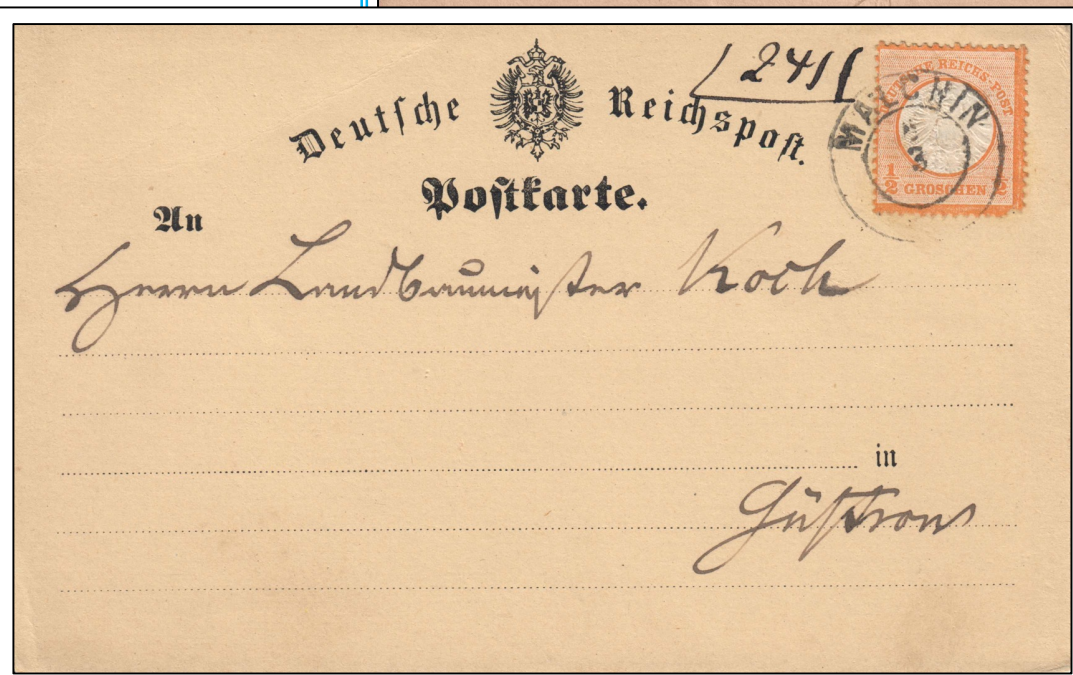 Deutsche Reichspost.
241
DEUTSCHE REICHS-POST
MALCHIN
1/2 GROSCHEN 1/2
Postkarte.
An
Herrn Landbaumeister Koch
in
Güstrow